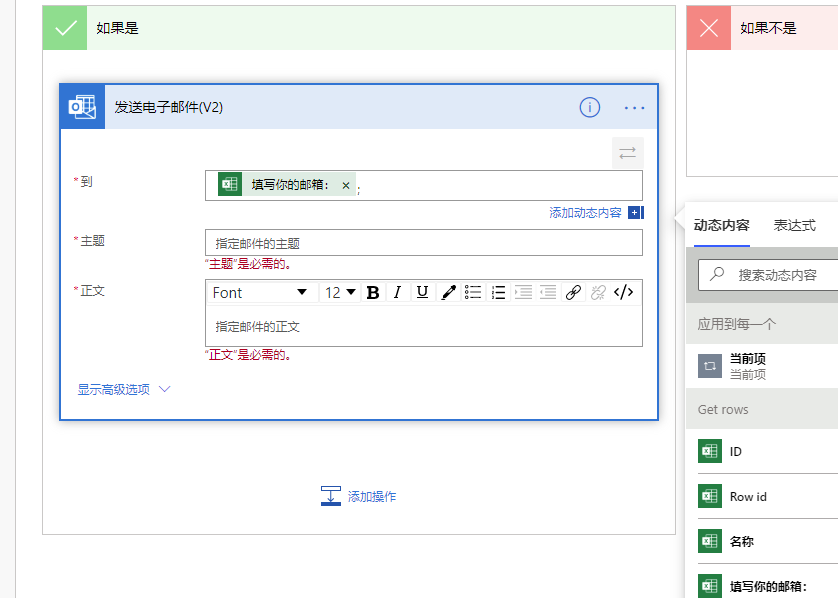 如果是
如果不是
发送电子邮件(V2)
*到
填写你的邮箱： × ;
添加动态内容
*主题
指定邮件的主题
“主题”是必需的。
*正文
Font 12 B I U </>
指定邮件的正文
“正文”是必需的。
显示高级选项
添加操作
动态内容 表达式
搜索动态内容
应用到每一个
当前项
当前项
Get rows
ID
Row id
名称
填写你的邮箱：